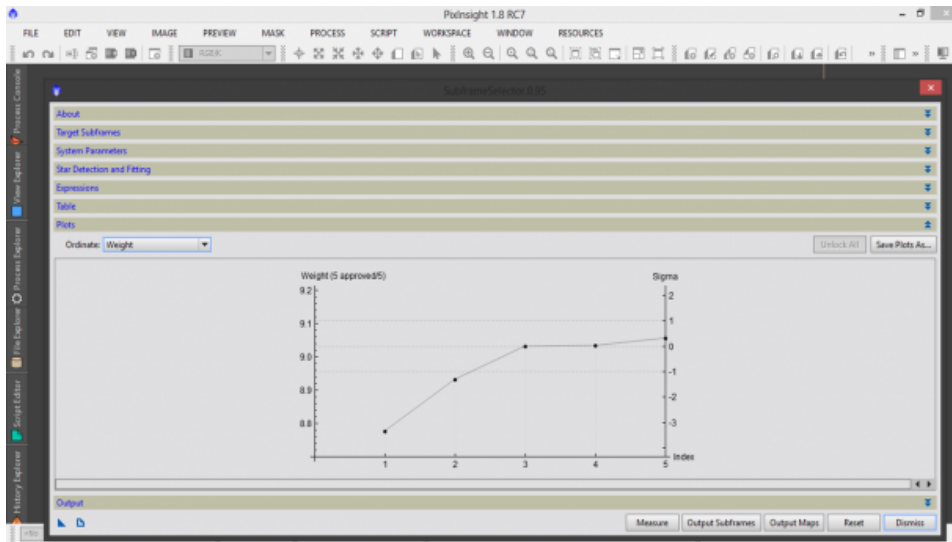 PixInsight 1.8 RC7
FILE EDIT VIEW IMAGE PREVIEW MASK PROCESS SCRIPT WORKSPACE WINDOW RESOURCES
RGB/K
SubframeSelector 0.95
About
Target Subframes
System Parameters
Star Detection and Fitting
Expressions
Table
Plots
Ordinate: Weight
Unlock All Save Plots As...
Weight (5 approved/5) Sigma
9.2
9.1
9.0
8.9
8.8
2
1
0
-1
-2
-3
Index
1 2 3 4 5
Output
Measure Output Subframes Output Maps Reset Dismiss
Process Console
View Explorer
Process Explorer
File Explorer
Script Editor
History Explorer